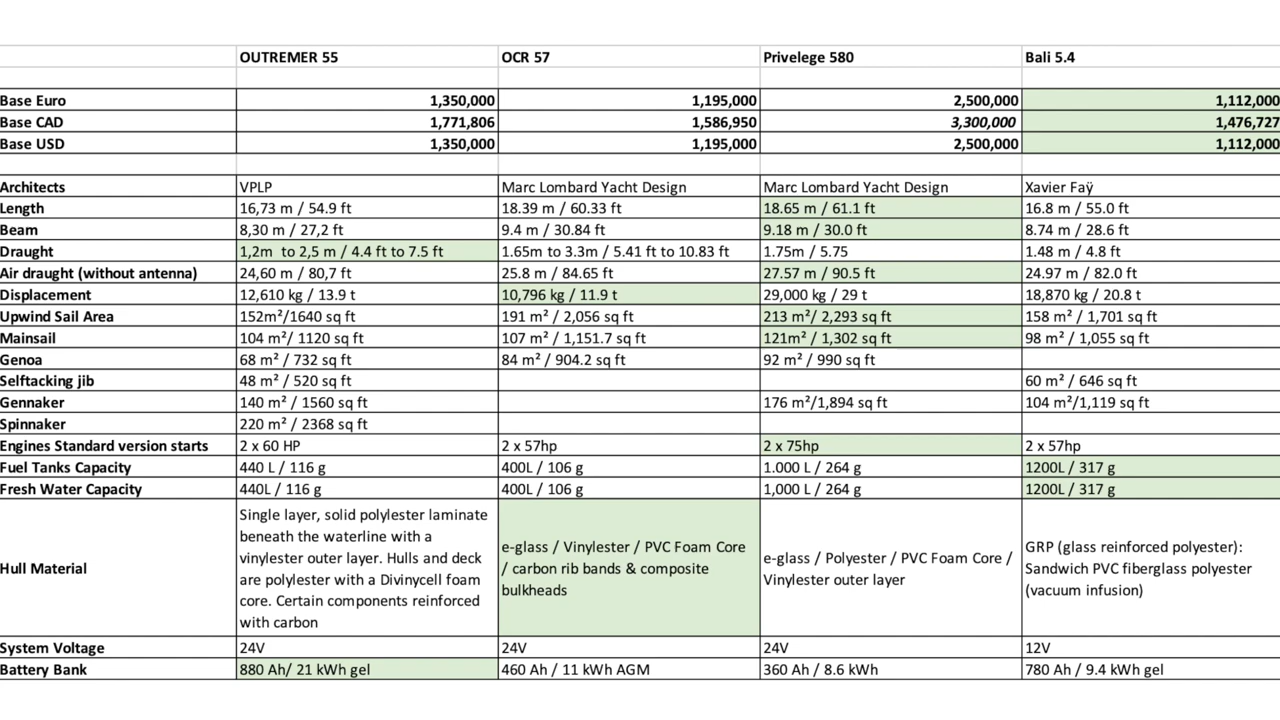 OUTREMER 55 OCR 57 Privelege 580 Bali 5.4
Base Euro 1,350,000 1,195,000 2,500,000 1,112,000
Base CAD 1,771,806 1,586,950 3,300,000 1,476,727
Base USD 1,350,000 1,195,000 2,500,000 1,112,000
Architects VPLP Marc Lombard Yacht Design Marc Lombard Yacht Design Xavier Faÿ
Length 16,73 m / 54.9 ft 18.39 m / 60.33 ft 18.65 m / 61.1 ft 16.8 m / 55.0 ft
Beam 8,30 m / 27,2 ft 9.4 m / 30.84 ft 9.18 m / 30.0 ft 8.74 m / 28.6 ft
Draught 1,2m to 2,5 m / 4.4 ft to 7.5 ft 1.65m to 3.3m / 5.41 ft to 10.83 ft 1.75m / 5.75 1.48 m / 4.8 ft
Air draught (without antenna) 24,60 m / 80,7 ft 25.8 m / 84.65 ft 27.57 m / 90.5 ft 24.97 m / 82.0 ft
Displacement 12,610 kg / 13.9 t 10,796 kg / 11.9 t 29,000 kg / 29 t 18,870 kg / 20.8 t
Upwind Sail Area 152m²/1640 sq ft 191 m² / 2,056 sq ft 213 m²/ 2,293 sq ft 158 m² / 1,701 sq ft
Mainsail 104 m²/ 1120 sq ft 107 m² / 1,151.7 sq ft 121m² / 1,302 sq ft 98 m² / 1,055 sq ft
Genoa 68 m² / 732 sq ft 84 m² / 904.2 sq ft 92 m² / 990 sq ft
Selftacking jib 48 m² / 520 sq ft 60 m² / 646 sq ft
Gennaker 140 m² / 1560 sq ft 176 m²/1,894 sq ft 104 m²/1,119 sq ft
Spinnaker 220 m² / 2368 sq ft
Engines Standard version starts 2 x 60 HP 2 x 57hp 2 x 75hp 2 x 57hp
Fuel Tanks Capacity 440 L / 116 g 400L / 106 g 1.000 L / 264 g 1200L / 317 g
Fresh Water Capacity 440L / 116 g 400L / 106 g 1,000 L / 264 g 1200L / 317 g
Hull Material
Single layer, solid polylester laminate
beneath the waterline with a
vinylester outer layer. Hulls and deck
are polylester with a Divinycell foam
core. Certain components reinforced
with carbon
e-glass / Vinylester / PVC Foam Core
/ carbon rib bands & composite
bulkheads
e-glass / Polyester / PVC Foam Core /
Vinylester outer layer
GRP (glass reinforced polyester):
Sandwich PVC fiberglass polyester
(vacuum infusion)
System Voltage 24V 24V 24V 12V
Battery Bank 880 Ah/ 21 kWh gel 460 Ah / 11 kWh AGM 360 Ah / 8.6 kWh 780 Ah / 9.4 kWh gel